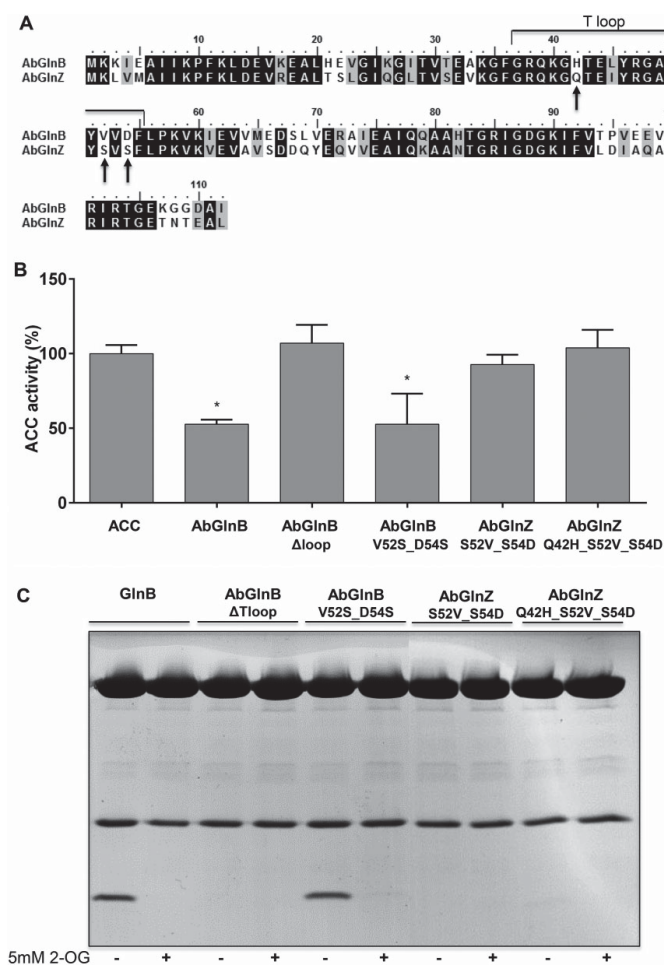 A
T loop
10 20 30 40
AbGlnB MKKIEAIIKPFKLDEVKEALHEVGIKGITVTEAKGFGRQKGHTELYRGA
AbGlnZ MKLVMAIIKPFKLDEVREALTSLGIQGLTVSEVKGFGRQKGQTEIYRGA
60 70 80 90
AbGlnB YVVDFLPKVKIEVVMEDSLVERAIEAIQQAAHTGRIGDGKIFVTPVEEV
AbGlnZ YSVSFLPKVKVEVAVSDDQYEQVVEAIQKAANTGRIGDGKIFVLDIAQA
110
AbGlnB RIRTGEKGGDAI
AbGlnZ RIRTGETNTEAL
B
ACC activity (%)
150
100
50
0
* *
ACC AbGlnB AbGlnB AbGlnB AbGlnZ AbGlnZ
Δloop V52S_D54S S52V_S54D Q42H_S52V_S54D
C
GlnB AbGlnB AbGlnB AbGlnZ AbGlnZ
ΔTloop V52S_D54S S52V_S54D Q42H_S52V_S54D
5mM 2-OG - + - + - + - + - +